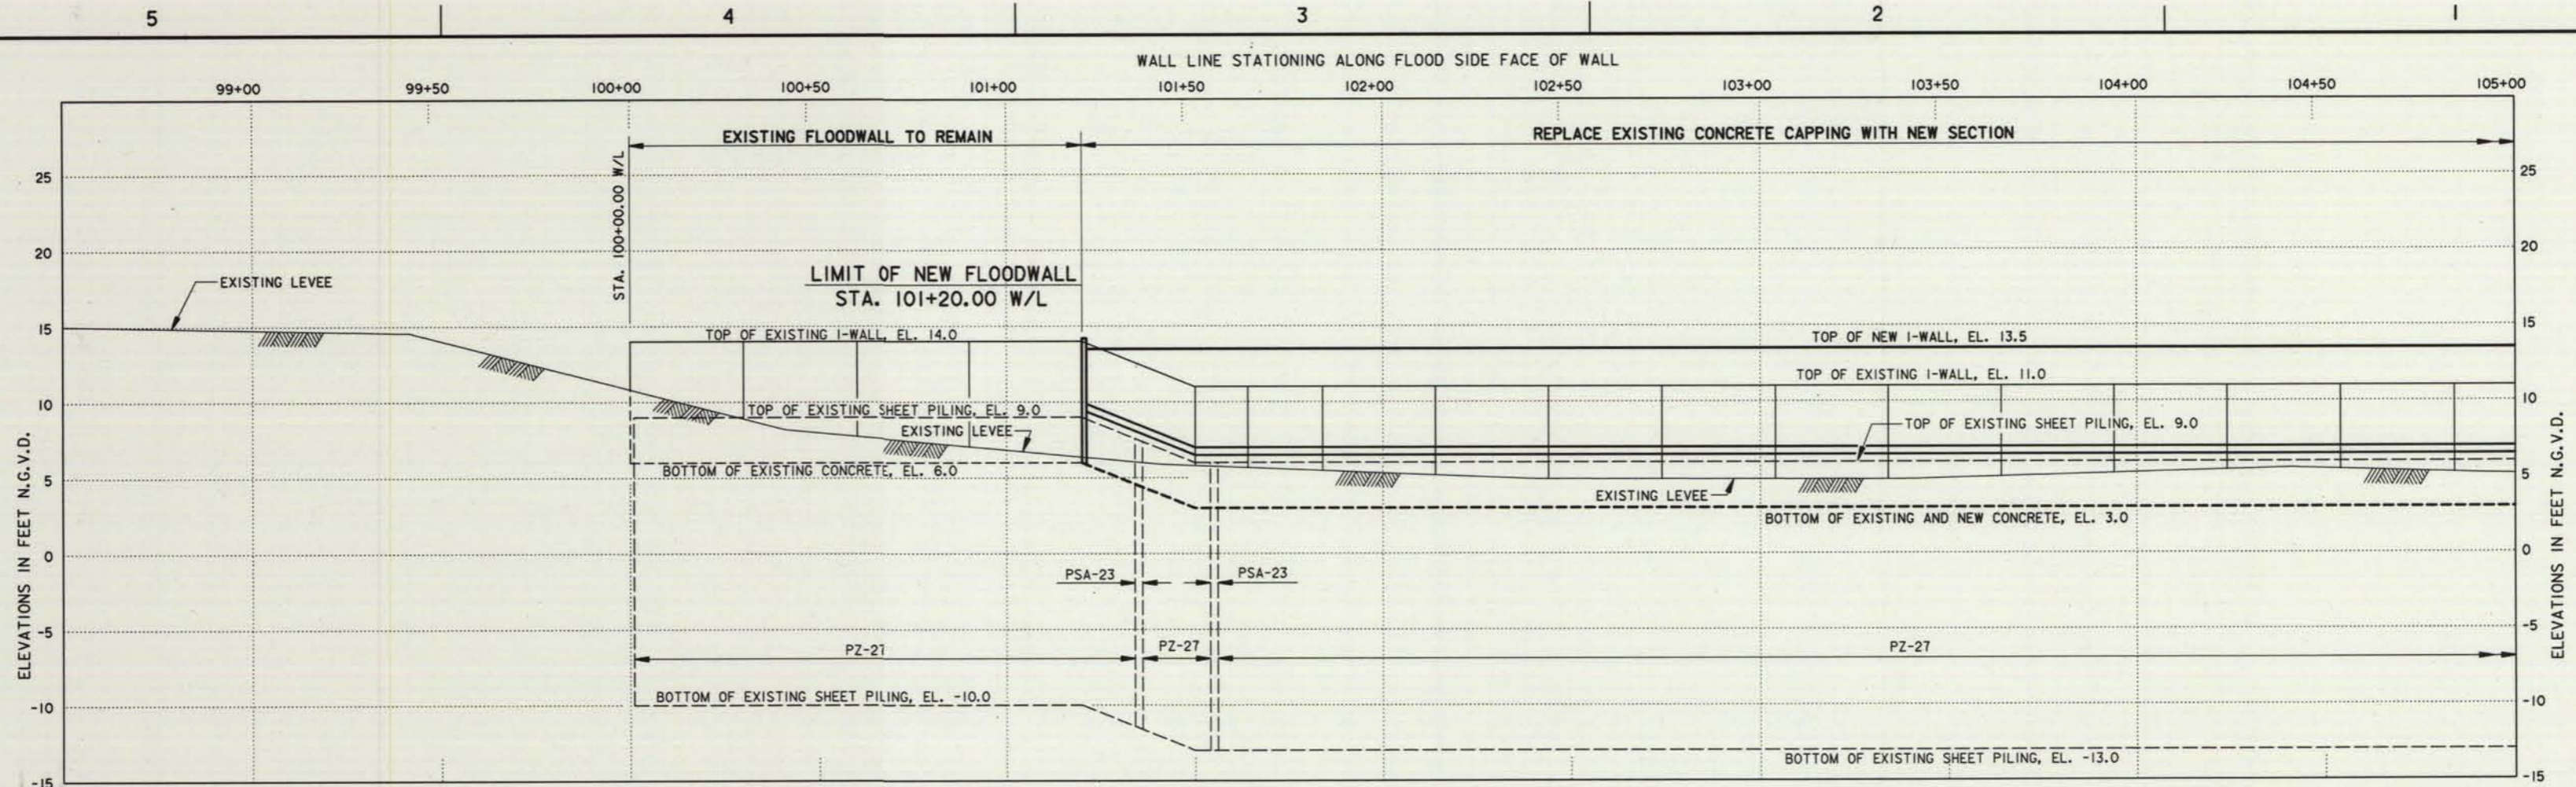 5 4 3 2 1
WALL LINE STATIONING ALONG FLOOD SIDE FACE OF WALL
99+00 99+50 100+00 100+50 101+00 101+50 102+00 102+50 103+00 103+50 104+00 104+50 105+00
EXISTING FLOODWALL TO REMAIN
REPLACE EXISTING CONCRETE CAPPING WITH NEW SECTION
STA. 100+00.00 W/L
25 25
20 20
LIMIT OF NEW FLOODWALL
STA. 101+20.00 W/L
EXISTING LEVEE
15 15
TOP OF EXISTING I-WALL, EL. 14.0
TOP OF NEW I-WALL, EL. 13.5
TOP OF EXISTING I-WALL, EL. 11.0
10 10
TOP OF EXISTING SHEET PILING, EL. 9.0
TOP OF EXISTING SHEET PILING, EL. 9.0
EXISTING LEVEE
BOTTOM OF EXISTING CONCRETE, EL. 6.0
5 5
EXISTING LEVEE
BOTTOM OF EXISTING AND NEW CONCRETE, EL. 3.0
0 0
PSA-23 PSA-23
-5 -5
PZ-27 PZ-27 PZ-27
BOTTOM OF EXISTING SHEET PILING, EL. -10.0
-10 -10
BOTTOM OF EXISTING SHEET PILING, EL. -13.0
-15 -15
ELEVATIONS IN FEET N.G.V.D.
ELEVATIONS IN FEET N.G.V.D.